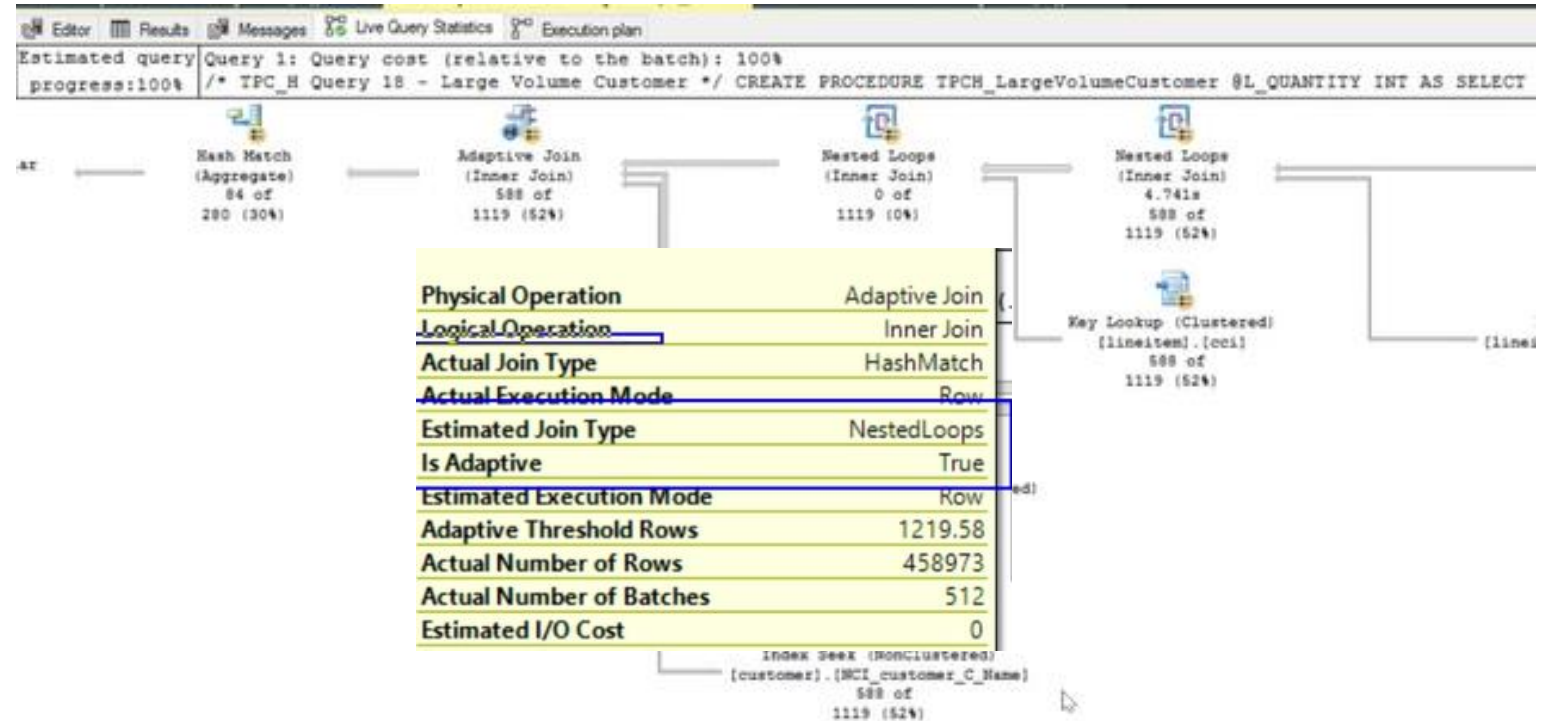 Editor Results Messages Live Query Statistics Execution plan
Estimated query Query 1: Query cost (relative to the batch): 100%
progress:100% /* TPC_H Query 18 - Large Volume Customer */ CREATE PROCEDURE TPCH_LargeVolumeCustomer @L_QUANTITY INT AS SELECT
Hash Match
(Aggregate)
84 of
280 (30%)
Adaptive Join
(Inner Join)
588 of
1119 (52%)
Nested Loops
(Inner Join)
0 of
1119 (0%)
Nested Loops
(Inner Join)
4.741s
588 of
1119 (52%)
Key Lookup (Clustered)
[lineitem].[cci]
588 of
1119 (52%)
Physical Operation Adaptive Join
Logical Operation Inner Join
Actual Join Type HashMatch
Actual Execution Mode Row
Estimated Join Type NestedLoops
Is Adaptive True
Estimated Execution Mode Row
Adaptive Threshold Rows 1219.58
Actual Number of Rows 458973
Actual Number of Batches 512
Estimated I/O Cost 0
Index Seek (NonClustered)
[customer].[NCI_customer_C_Name]
588 of
1119 (52%)